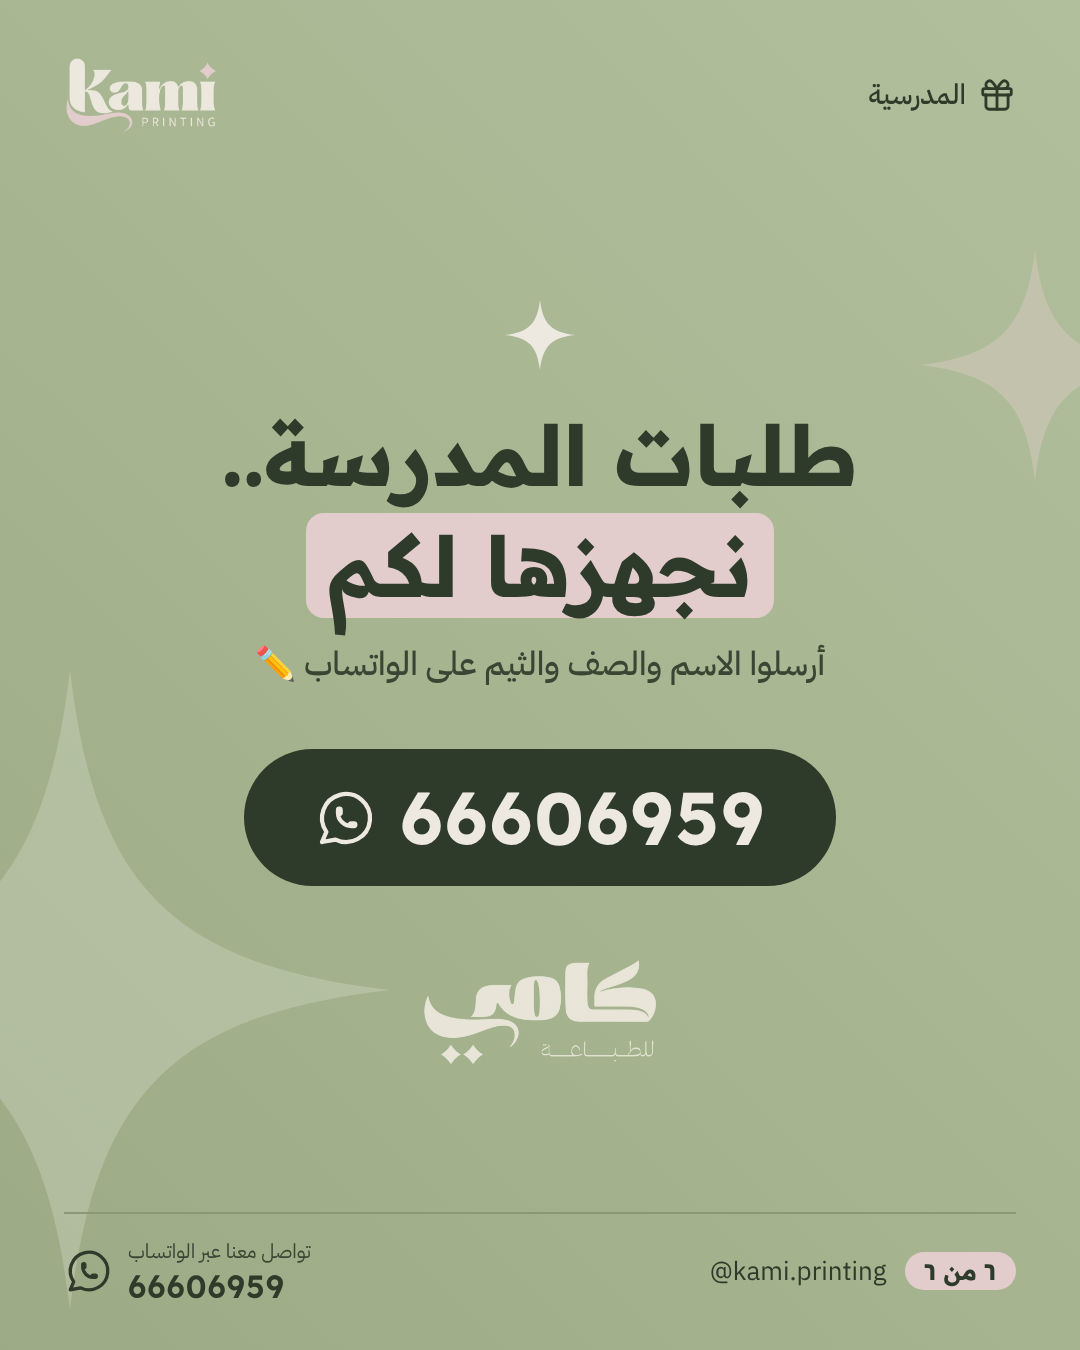 Kami
PRINTING
المدرسية
طلبات المدرسة..
نجهزها لكم
أرسلوا الاسم والصف والثيم على الواتساب ✏️
66606959
كامي
للطبـاعـة
تواصل معنا عبر الواتساب
66606959
@kami.printing
٦ من ٦